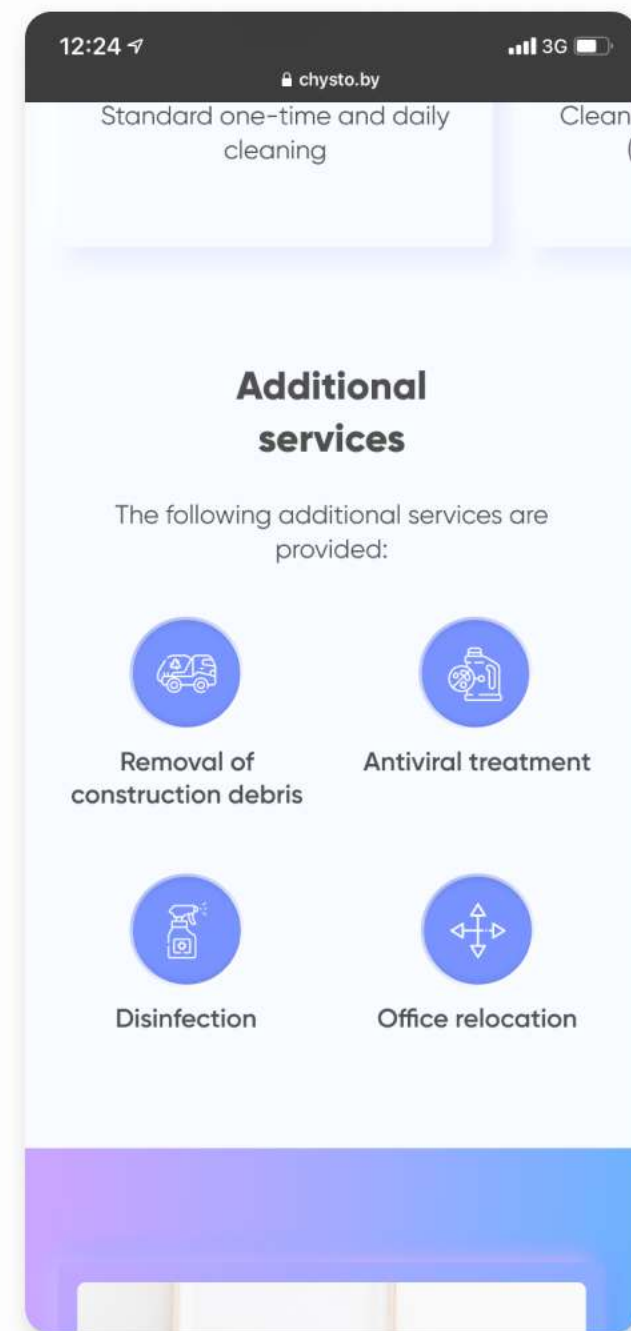 12:24
3G
chysto.by
Standard one-time and daily
cleaning
Clean
(
Additional
services
The following additional services are
provided:
Removal of
construction debris
Antiviral treatment
Disinfection
Office relocation